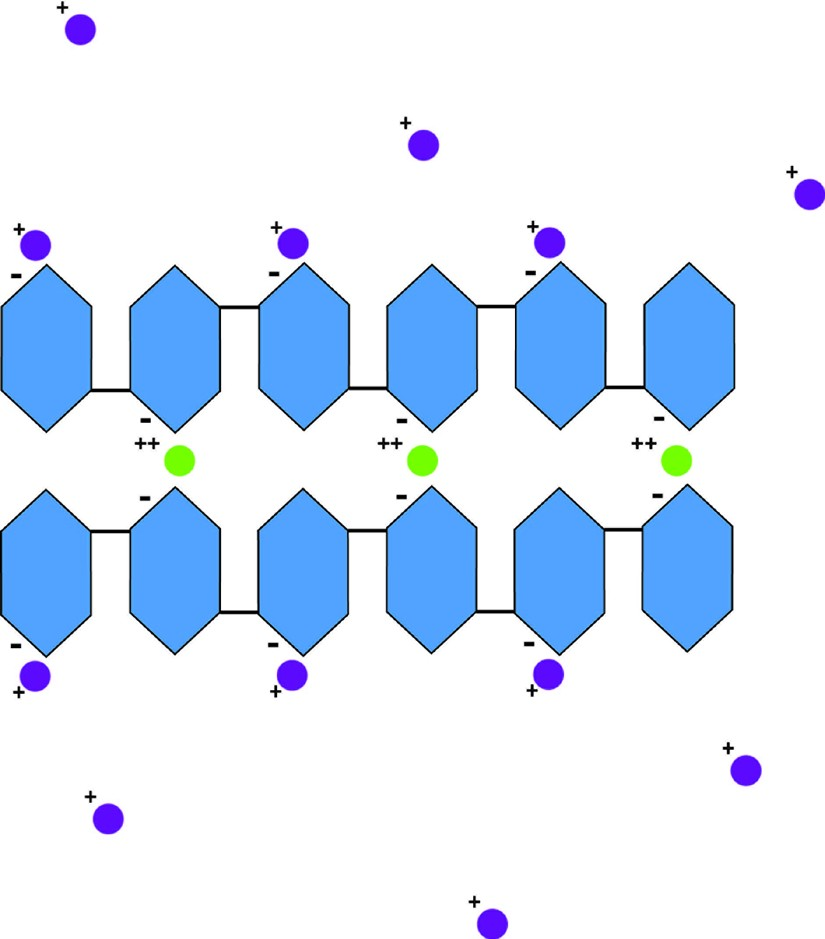 +
+
+
+ + +
- - -
- - -
++ ++ ++
- - -
- - -
+ + +
+
+
+